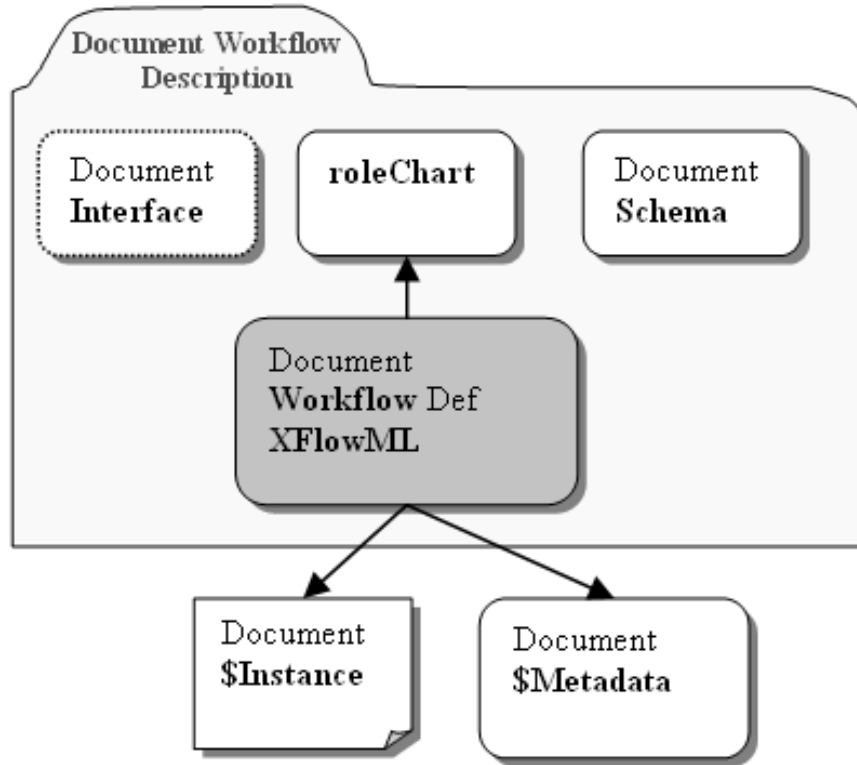 Document Workflow
Description
Document
Interface
roleChart
Document
Schema
Document
Workflow Def
XFlowML
Document
$Instance
Document
$Metadata